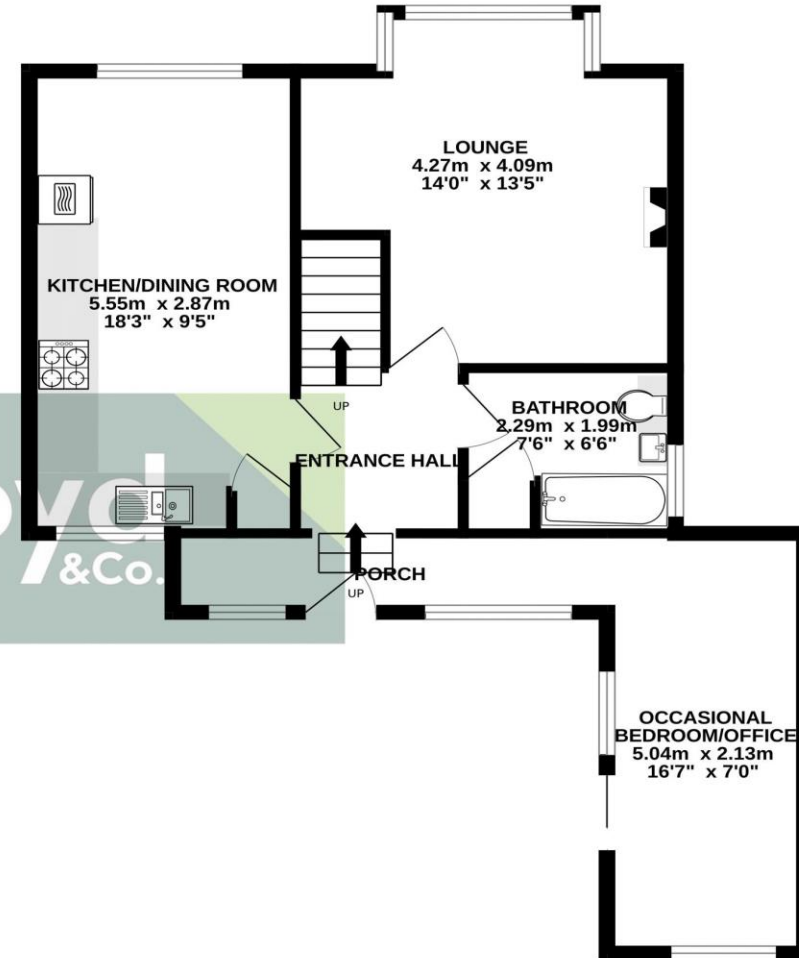 LOUNGE
4.27m x 4.09m
14'0" x 13'5"
KITCHEN/DINING ROOM
5.55m x 2.87m
18'3" x 9'5"
UP
BATHROOM
2.29m x 1.99m
7'6" x 6'6"
ENTRANCE HALL
yd
&Co.
PORCH
UP
OCCASIONAL
BEDROOM/OFFICE
5.04m x 2.13m
16'7" x 7'0"